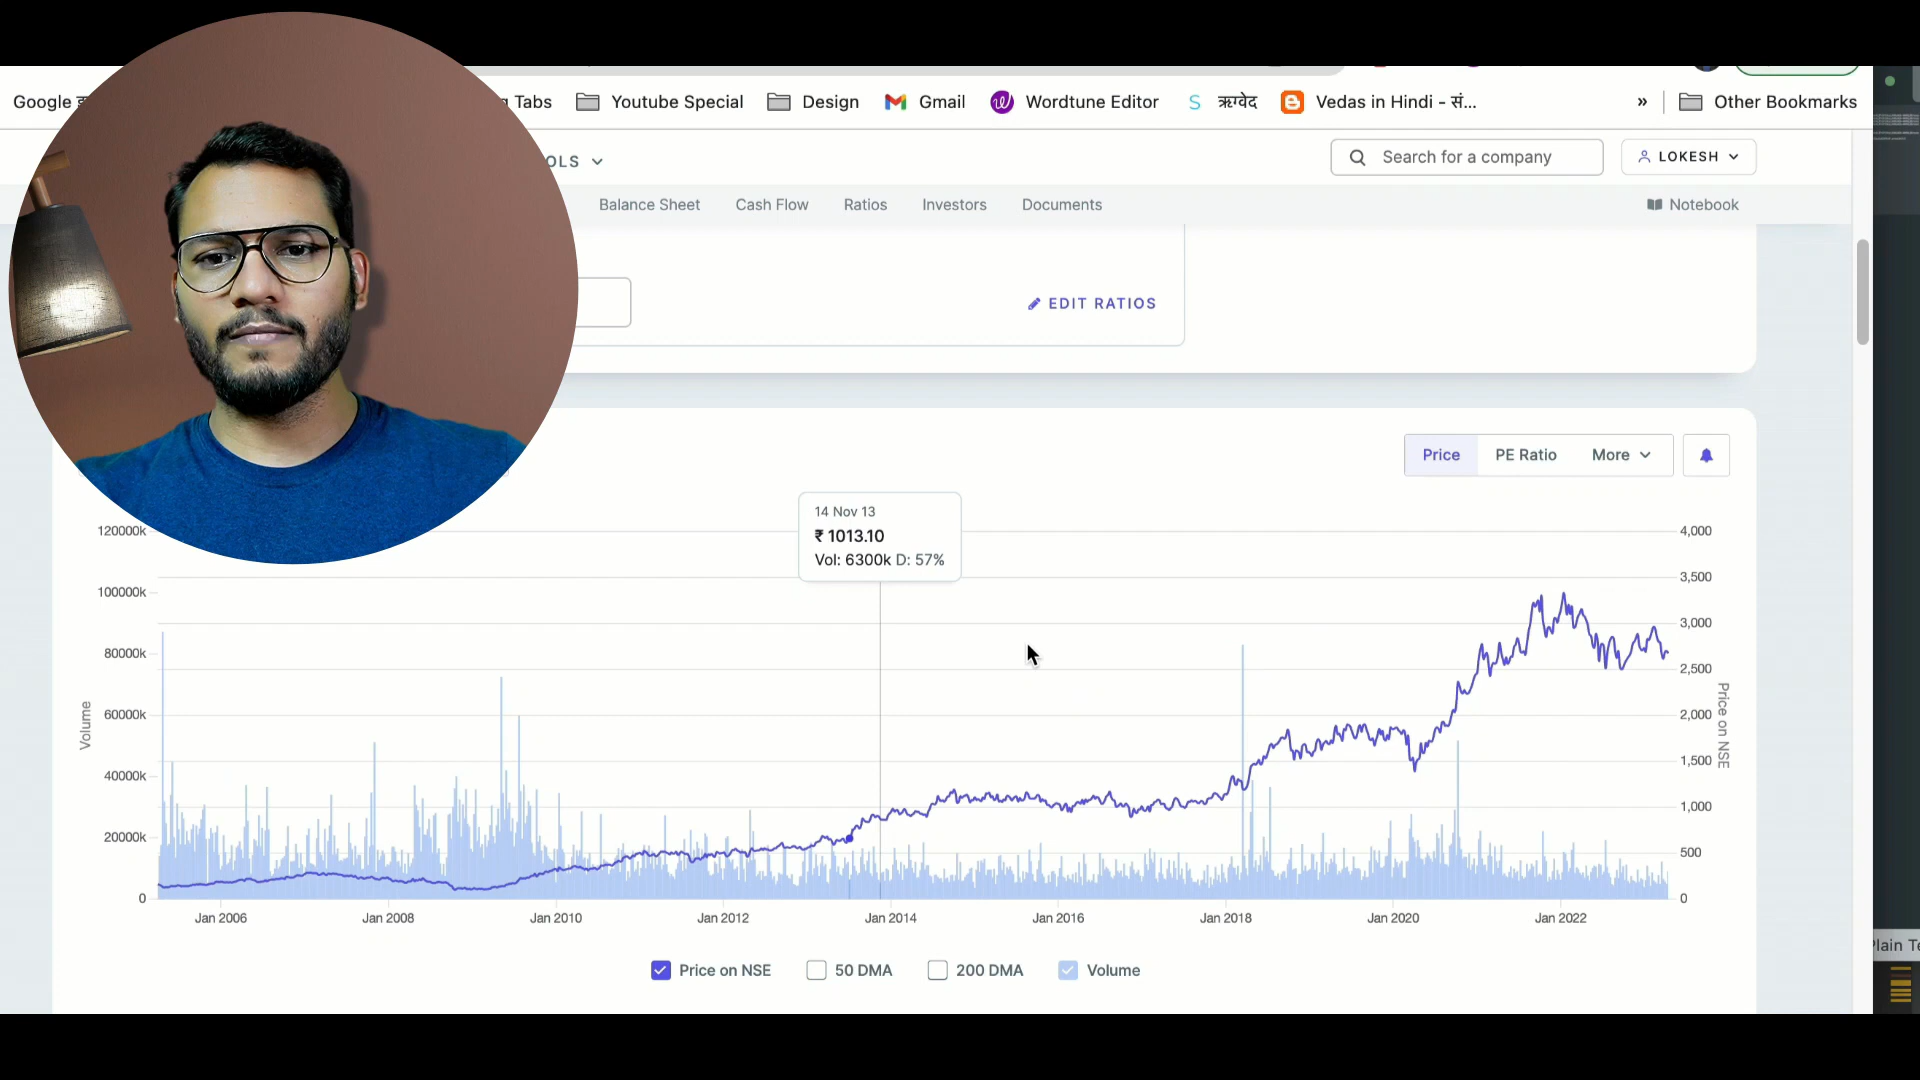 Google
Tabs
Youtube Special
Design
Gmail
Wordtune Editor
S ऋग्वेद
Vedas in Hindi - सं...
»
Other Bookmarks
OLS
Search for a company
LOKESH
Balance Sheet
Cash Flow
Ratios
Investors
Documents
Notebook
EDIT RATIOS
Price
PE Ratio
More
14 Nov 13
₹ 1013.10
Vol: 6300k D: 57%
120000k
100000k
80000k
60000k
40000k
20000k
0
Volume
4,000
3,500
3,000
2,500
2,000
1,500
1,000
500
0
Price on NSE
Jan 2006
Jan 2008
Jan 2010
Jan 2012
Jan 2014
Jan 2016
Jan 2018
Jan 2020
Jan 2022
Price on NSE
50 DMA
200 DMA
Volume